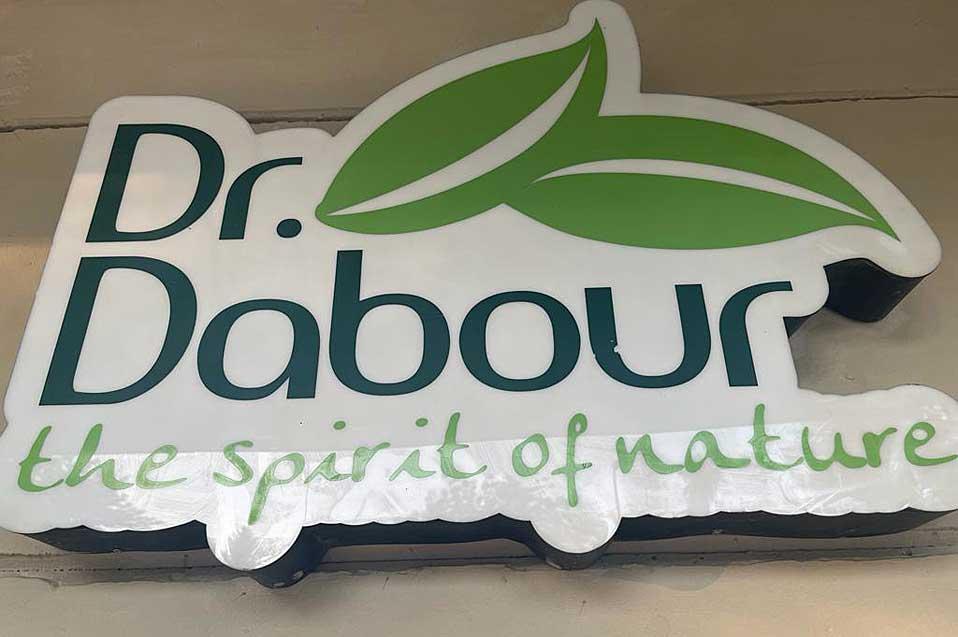 Dr.
Dabour
the spirit of nature